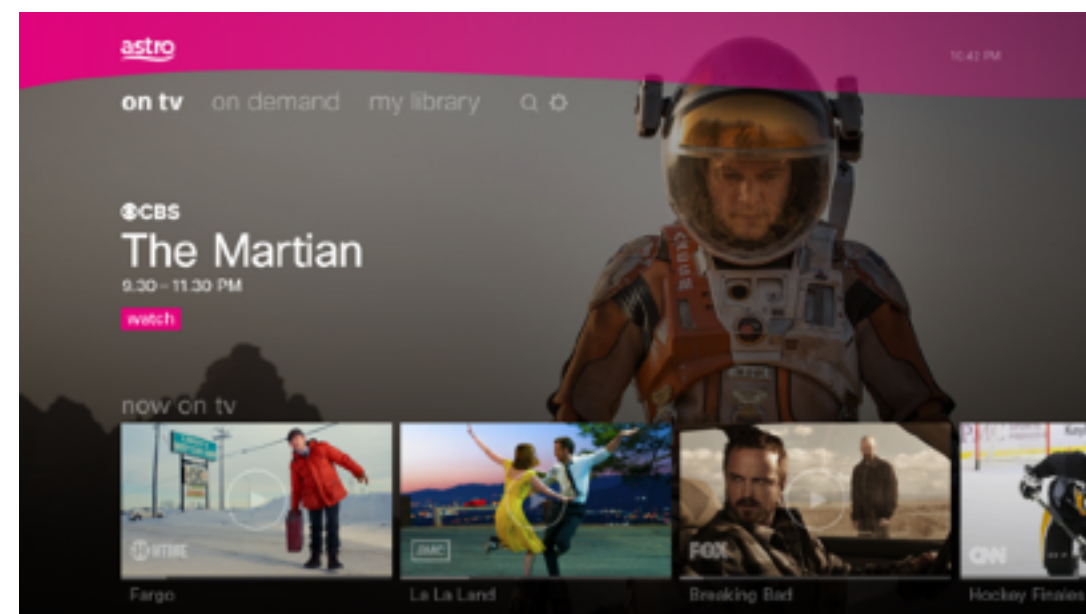 astro
10:42 PM
on tv on demand my library
CBS
The Martian
9.30 – 11.30 PM
watch
now on tv
SHOWTIME
AMC
FOX
CNN
Fargo
La La Land
Breaking Bad
Hockey Finales